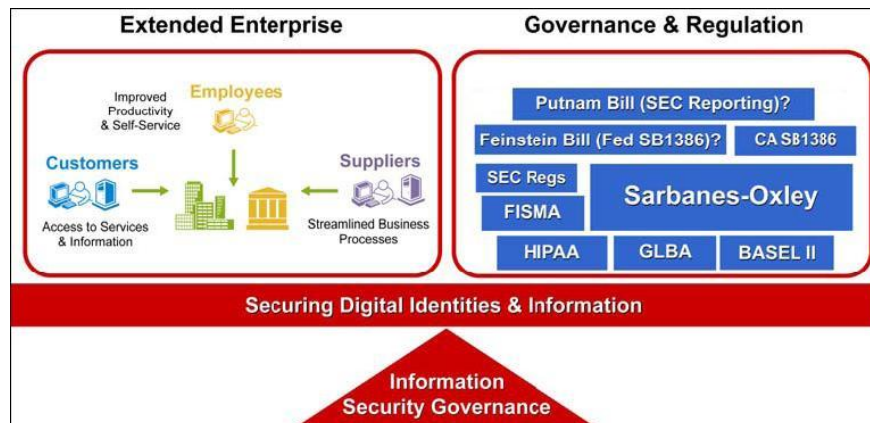 Extended Enterprise
Governance & Regulation
Improved
Productivity
& Self-Service
Employees
Customers
Suppliers
Access to Services
& Information
Streamlined Business
Processes
Putnam Bill (SEC Reporting)?
Feinstein Bill (Fed SB1386)?
CA SB1386
SEC Regs
Sarbanes-Oxley
FISMA
HIPAA
GLBA
BASEL II
Securing Digital Identities & Information
Information
Security Governance